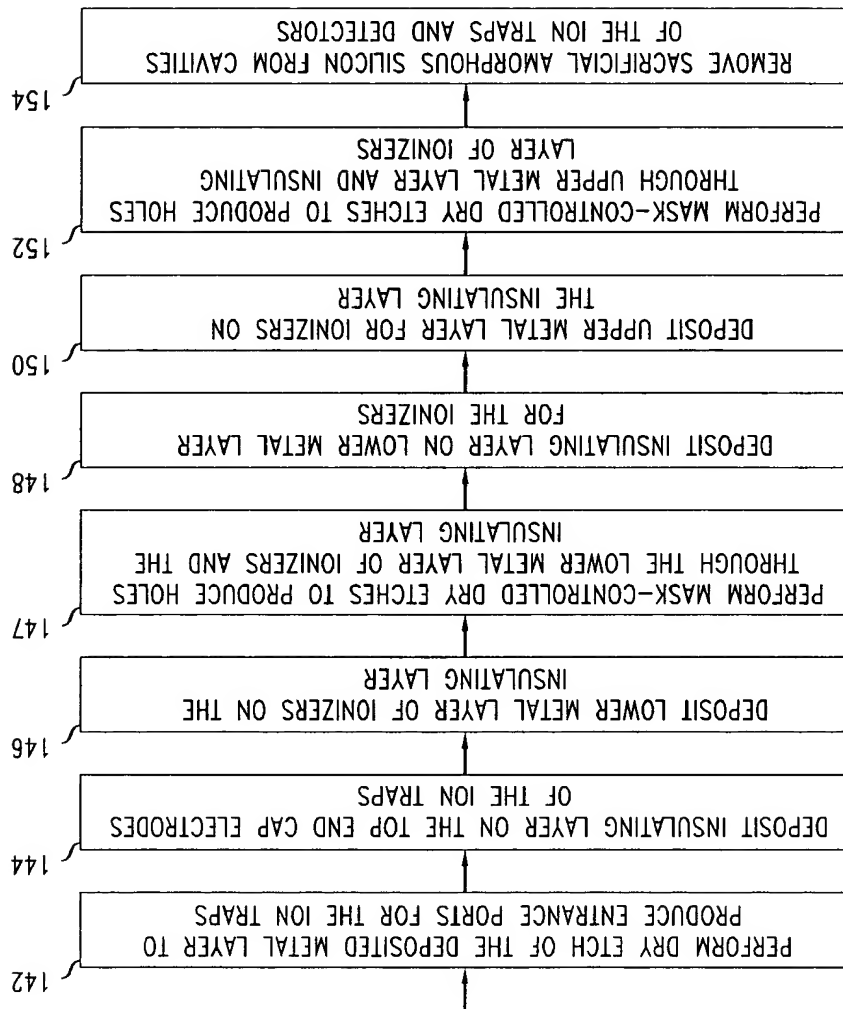 142
PERFORM DRY ETCH OF THE DEPOSITED METAL LAYER TO
PRODUCE ENTRANCE PORTS FOR THE ION TRAPS
144
DEPOSIT INSULATING LAYER ON THE TOP END CAP ELECTRODES
OF THE ION TRAPS
146
DEPOSIT LOWER METAL LAYER OF IONIZERS ON THE
INSULATING LAYER
147
PERFORM MASK-CONTROLLED DRY ETCHES TO PRODUCE HOLES
THROUGH THE LOWER METAL LAYER OF IONIZERS AND THE
INSULATING LAYER
148
DEPOSIT INSULATING LAYER ON LOWER METAL LAYER
FOR THE IONIZERS
150
DEPOSIT UPPER METAL LAYER FOR IONIZERS ON
THE INSULATING LAYER
152
PERFORM MASK-CONTROLLED DRY ETCHES TO PRODUCE HOLES
THROUGH UPPER METAL LAYER AND INSULATING
LAYER OF IONIZERS
154
REMOVE SACRIFICIAL AMORPHOUS SILICON FROM CAVITIES
OF THE ION TRAPS AND DETECTORS